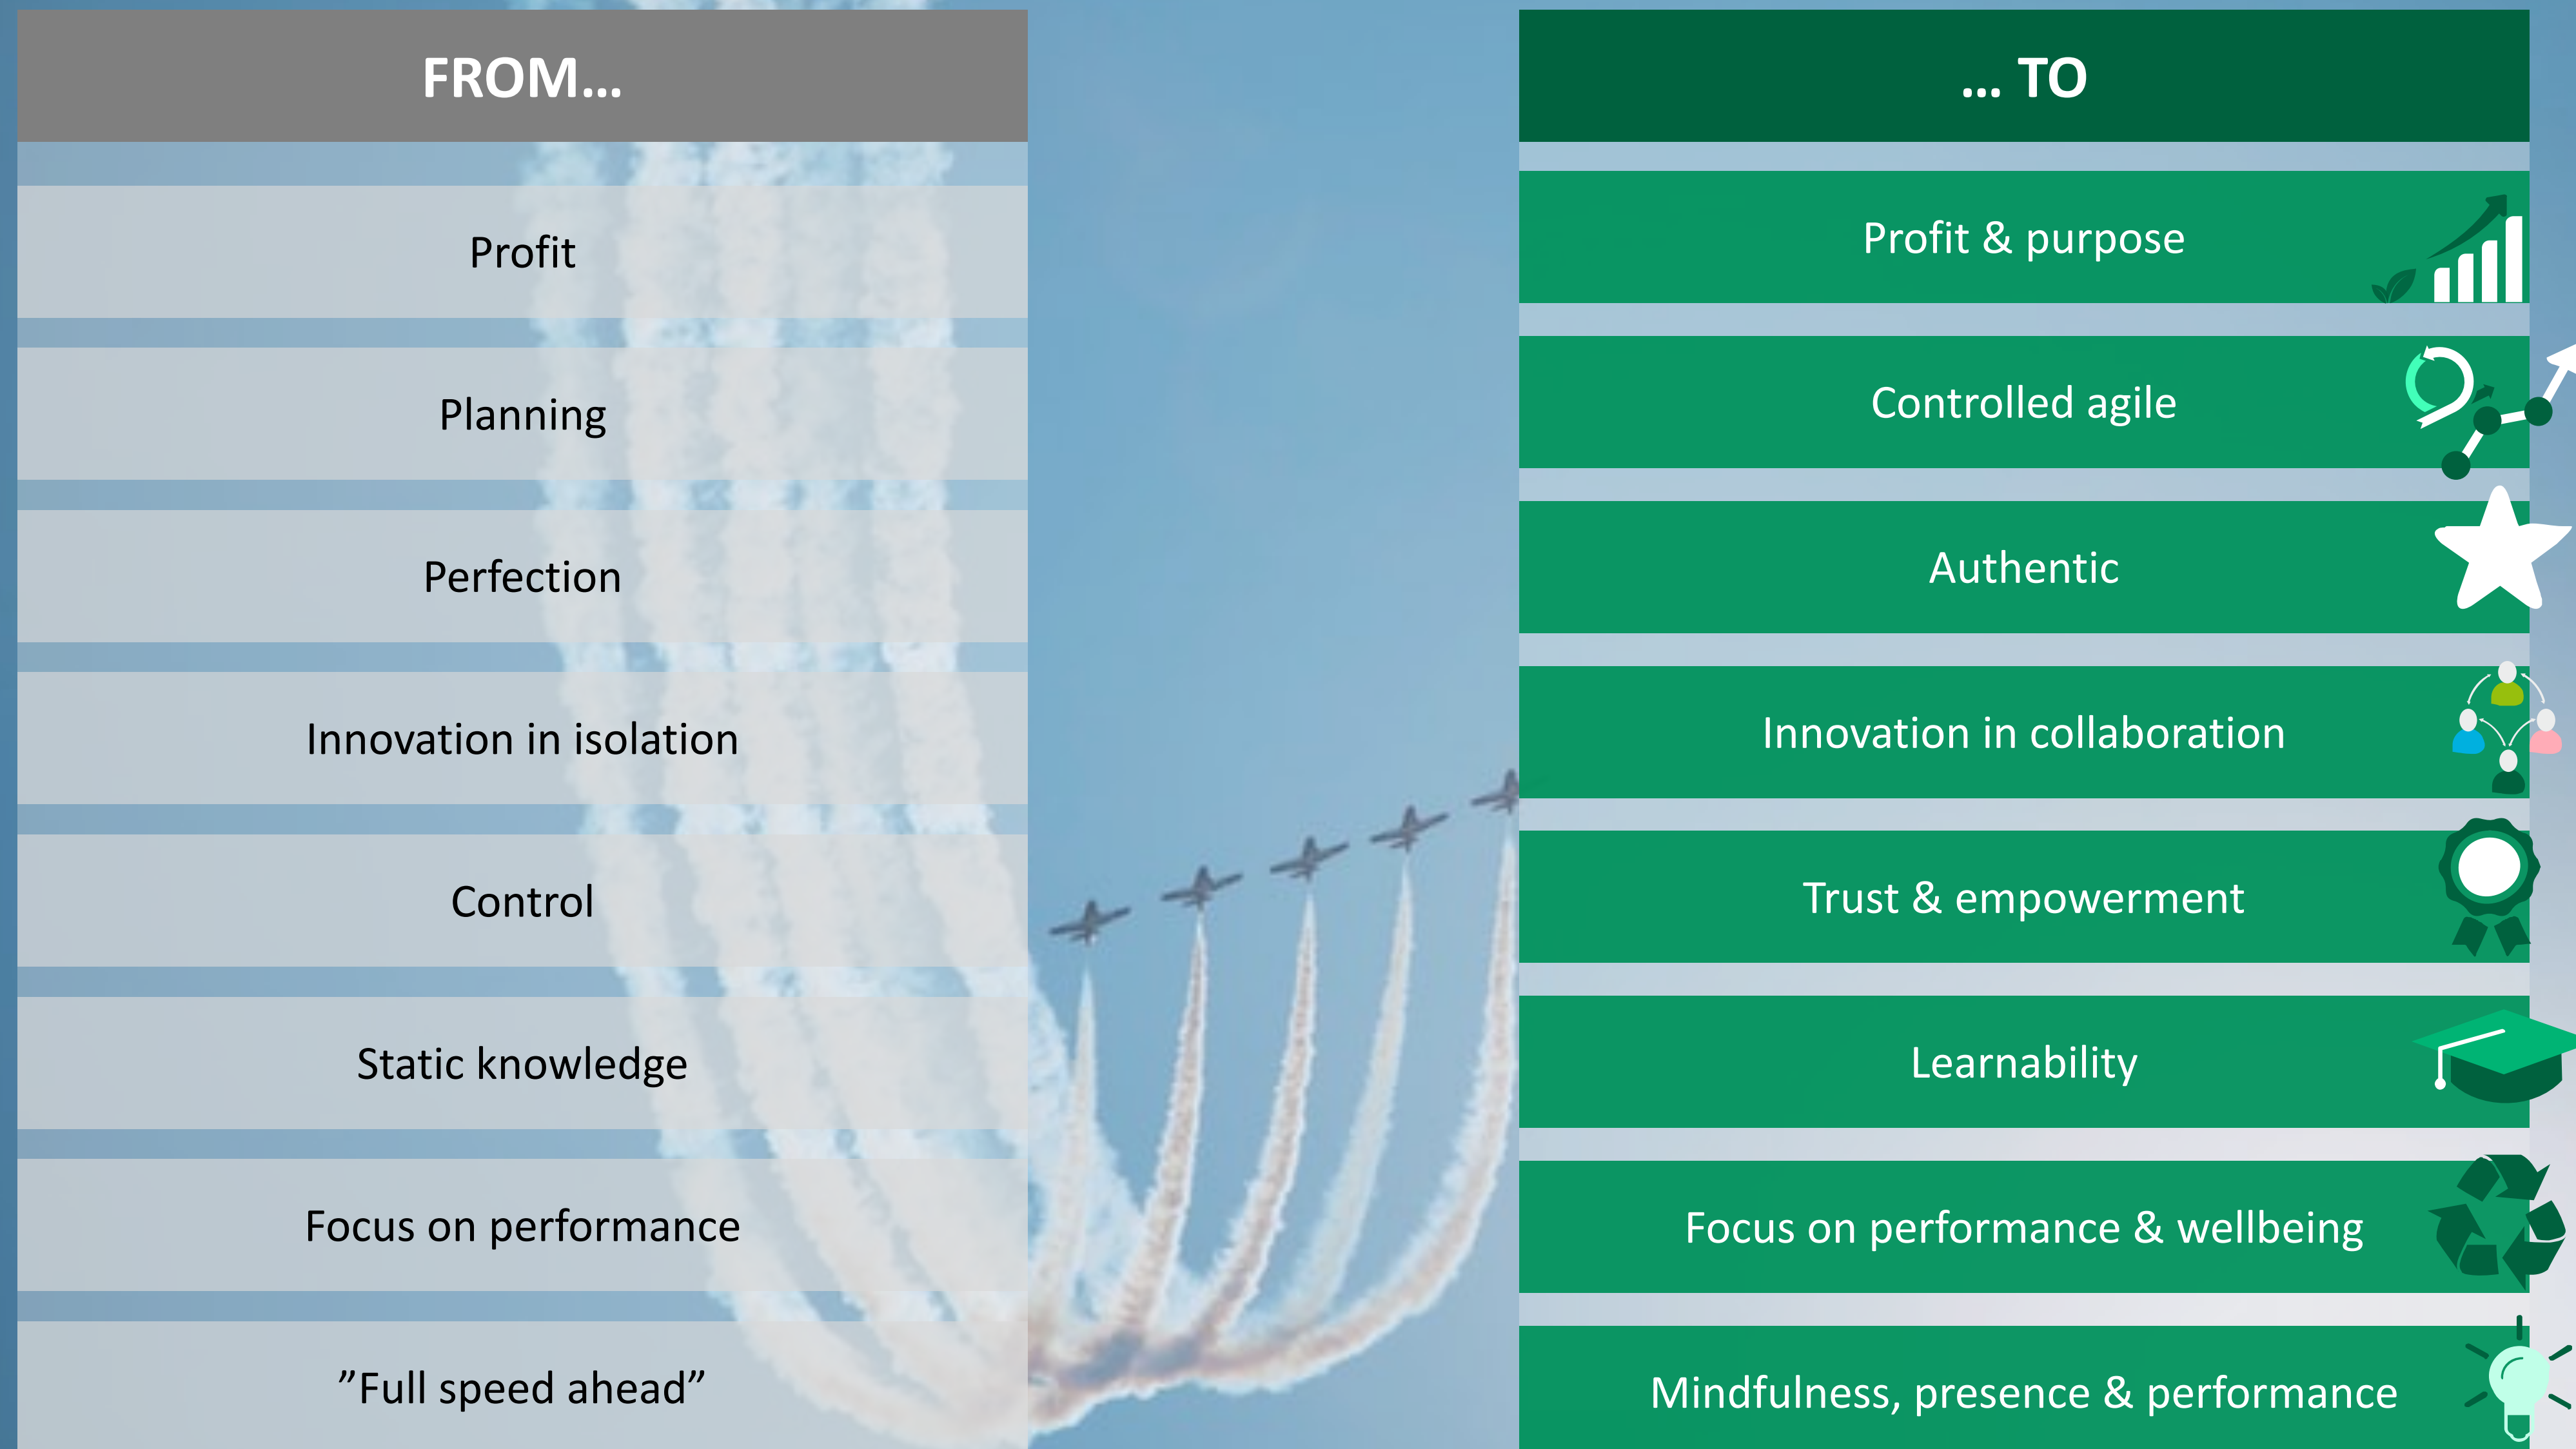 FROM...
... TO
Profit
Profit & purpose
Planning
Controlled agile
Perfection
Authentic
Innovation in isolation
Innovation in collaboration
Control
Trust & empowerment
Static knowledge
Learnability
Focus on performance
Focus on performance & wellbeing
”Full speed ahead”
Mindfulness, presence & performance